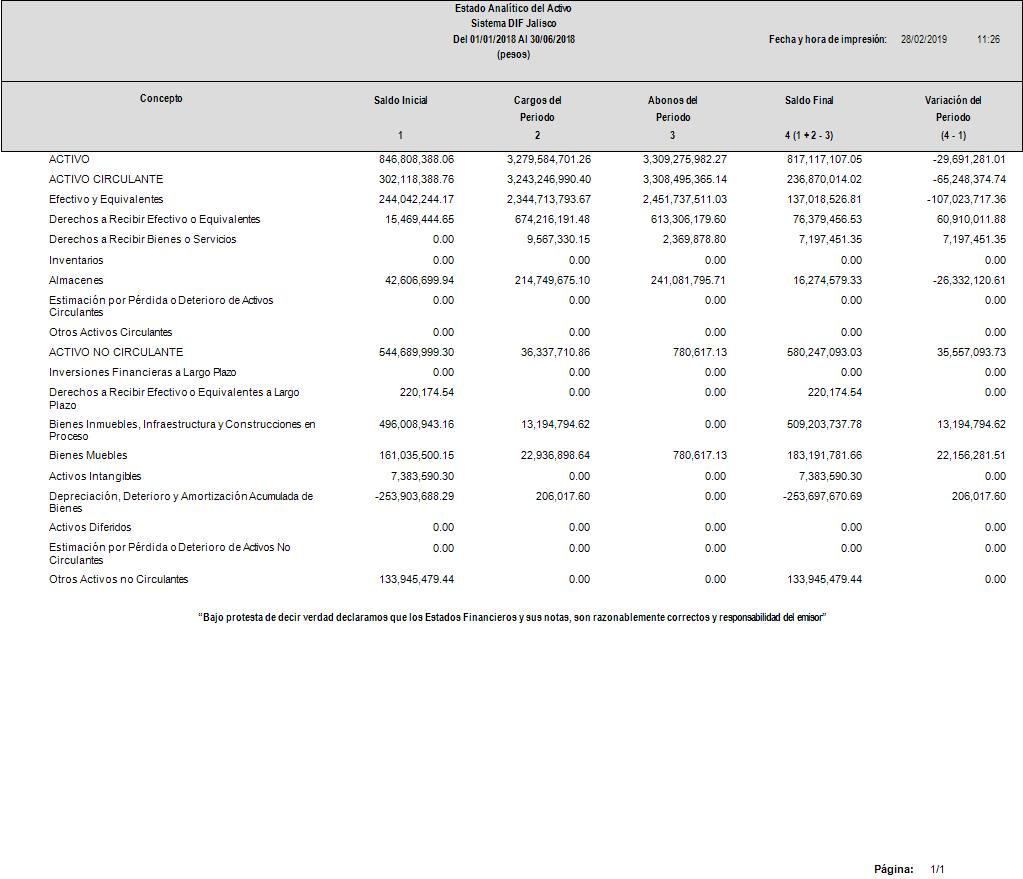 Estado Analítico del Activo
Sistema DIF Jalisco
Del 01/01/2018 Al 30/06/2018
(pesos)
Fecha y hora de impresión: 28/02/2019 11:26
Concepto Saldo Inicial Cargos del Abonos del Saldo Final Variación del
Periodo Periodo Periodo
1 2 3 4 (1 + 2 - 3) (4 - 1)
ACTIVO 846,808,388.06 3,279,584,701.26 3,309,275,982.27 817,117,107.05 -29,691,281.01
ACTIVO CIRCULANTE 302,118,388.76 3,243,246,990.40 3,308,495,365.14 236,870,014.02 -65,248,374.74
Efectivo y Equivalentes 244,042,244.17 2,344,713,793.67 2,451,737,511.03 137,018,526.81 -107,023,717.36
Derechos a Recibir Efectivo o Equivalentes 15,469,444.65 674,216,191.48 613,306,179.60 76,379,456.53 60,910,011.88
Derechos a Recibir Bienes o Servicios 0.00 9,567,330.15 2,369,878.80 7,197,451.35 7,197,451.35
Inventarios 0.00 0.00 0.00 0.00 0.00
Almacenes 42,606,699.94 214,749,675.10 241,081,795.71 16,274,579.33 -26,332,120.61
Estimación por Pérdida o Deterioro de Activos 0.00 0.00 0.00 0.00 0.00
Circulantes
Otros Activos Circulantes 0.00 0.00 0.00 0.00 0.00
ACTIVO NO CIRCULANTE 544,689,999.30 36,337,710.86 780,617.13 580,247,093.03 35,557,093.73
Inversiones Financieras a Largo Plazo 0.00 0.00 0.00 0.00 0.00
Derechos a Recibir Efectivo o Equivalentes a Largo 220,174.54 0.00 0.00 220,174.54 0.00
Plazo
Bienes Inmuebles, Infraestructura y Construcciones en 496,008,943.16 13,194,794.62 0.00 509,203,737.78 13,194,794.62
Proceso
Bienes Muebles 161,035,500.15 22,936,898.64 780,617.13 183,191,781.66 22,156,281.51
Activos Intangibles 7,383,590.30 0.00 0.00 7,383,590.30 0.00
Depreciación, Deterioro y Amortización Acumulada de -253,903,688.29 206,017.60 0.00 -253,697,670.69 206,017.60
Bienes
Activos Diferidos 0.00 0.00 0.00 0.00 0.00
Estimación por Pérdida o Deterioro de Activos No 0.00 0.00 0.00 0.00 0.00
Circulantes
Otros Activos no Circulantes 133,945,479.44 0.00 0.00 133,945,479.44 0.00
“Bajo protesta de decir verdad declaramos que los Estados Financieros y sus notas, son razonablemente correctos y responsabilidad del emisor”
Página: 1/1